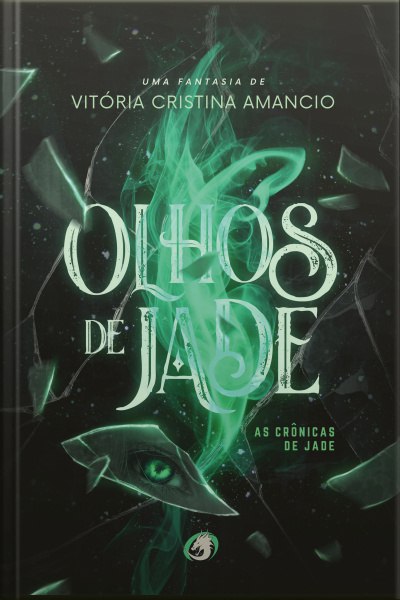 UMA FANTASIA DE
VITÓRIA CRISTINA AMANCIO
OLHOS
DE JADE
AS CRÔNICAS
DE JADE